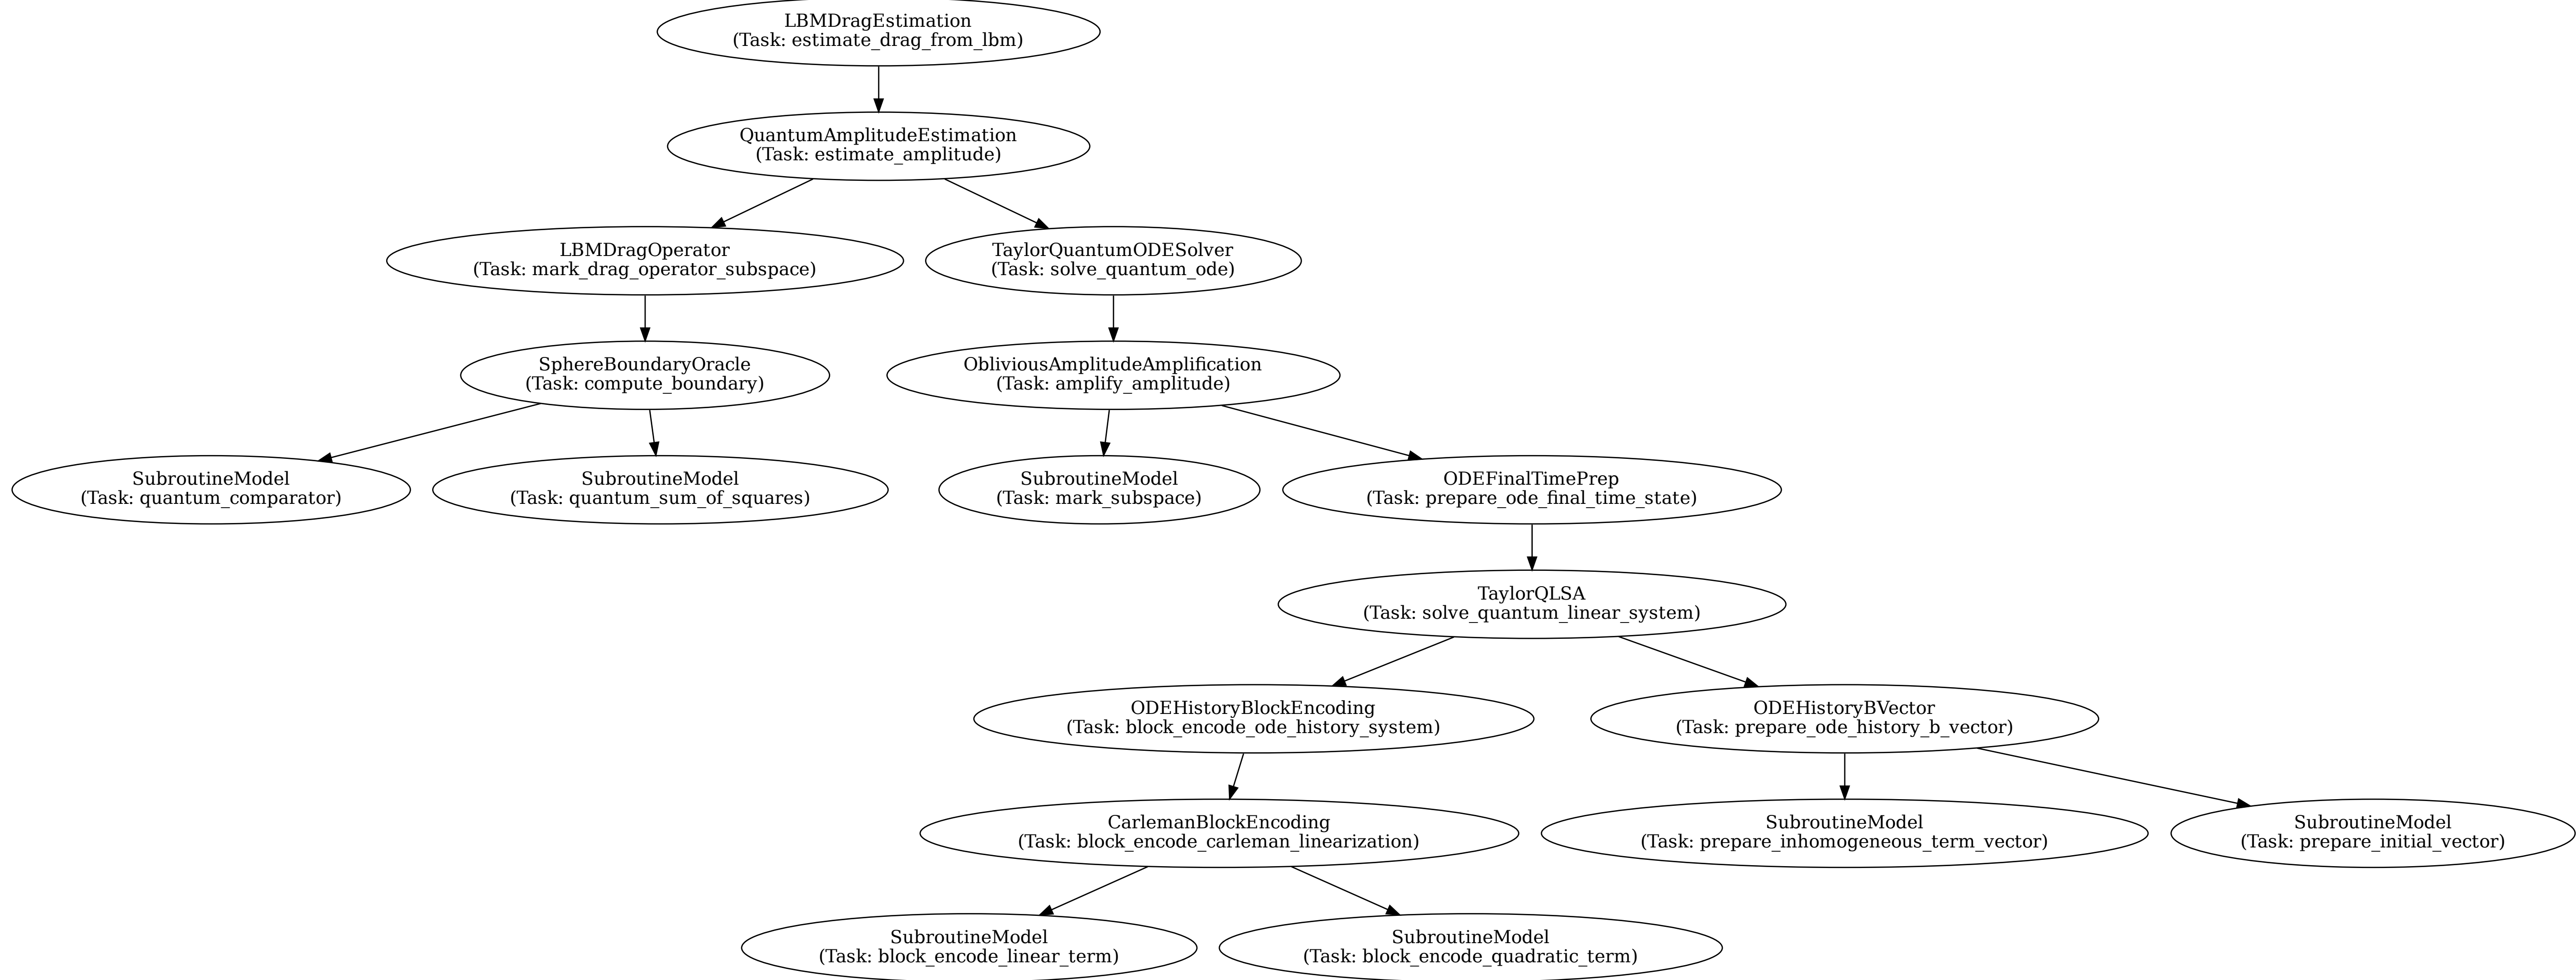 LBMDragEstimation
(Task: estimate_drag_from_lbm)
QuantumAmplitudeEstimation
(Task: estimate_amplitude)
LBMDragOperator
(Task: mark_drag_operator_subspace)
TaylorQuantumODESolver
(Task: solve_quantum_ode)
SphereBoundaryOracle
(Task: compute_boundary)
ObliviousAmplitudeAmplification
(Task: amplify_amplitude)
SubroutineModel
(Task: quantum_comparator)
SubroutineModel
(Task: quantum_sum_of_squares)
SubroutineModel
(Task: mark_subspace)
ODEFinalTimePrep
(Task: prepare_ode_final_time_state)
TaylorQLSA
(Task: solve_quantum_linear_system)
ODEHistoryBlockEncoding
(Task: block_encode_ode_history_system)
ODEHistoryBVector
(Task: prepare_ode_history_b_vector)
CarlemanBlockEncoding
(Task: block_encode_carleman_linearization)
SubroutineModel
(Task: prepare_inhomogeneous_term_vector)
SubroutineModel
(Task: prepare_initial_vector)
SubroutineModel
(Task: block_encode_linear_term)
SubroutineModel
(Task: block_encode_quadratic_term)